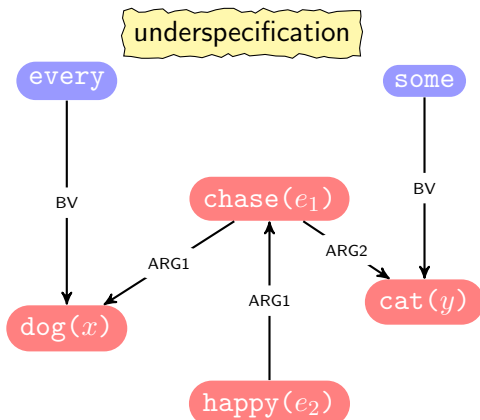 underspecification
every
some
BV
BV
chase(e₁)
ARG1
ARG2
dog(x)
ARG1
cat(y)
happy(e₂)